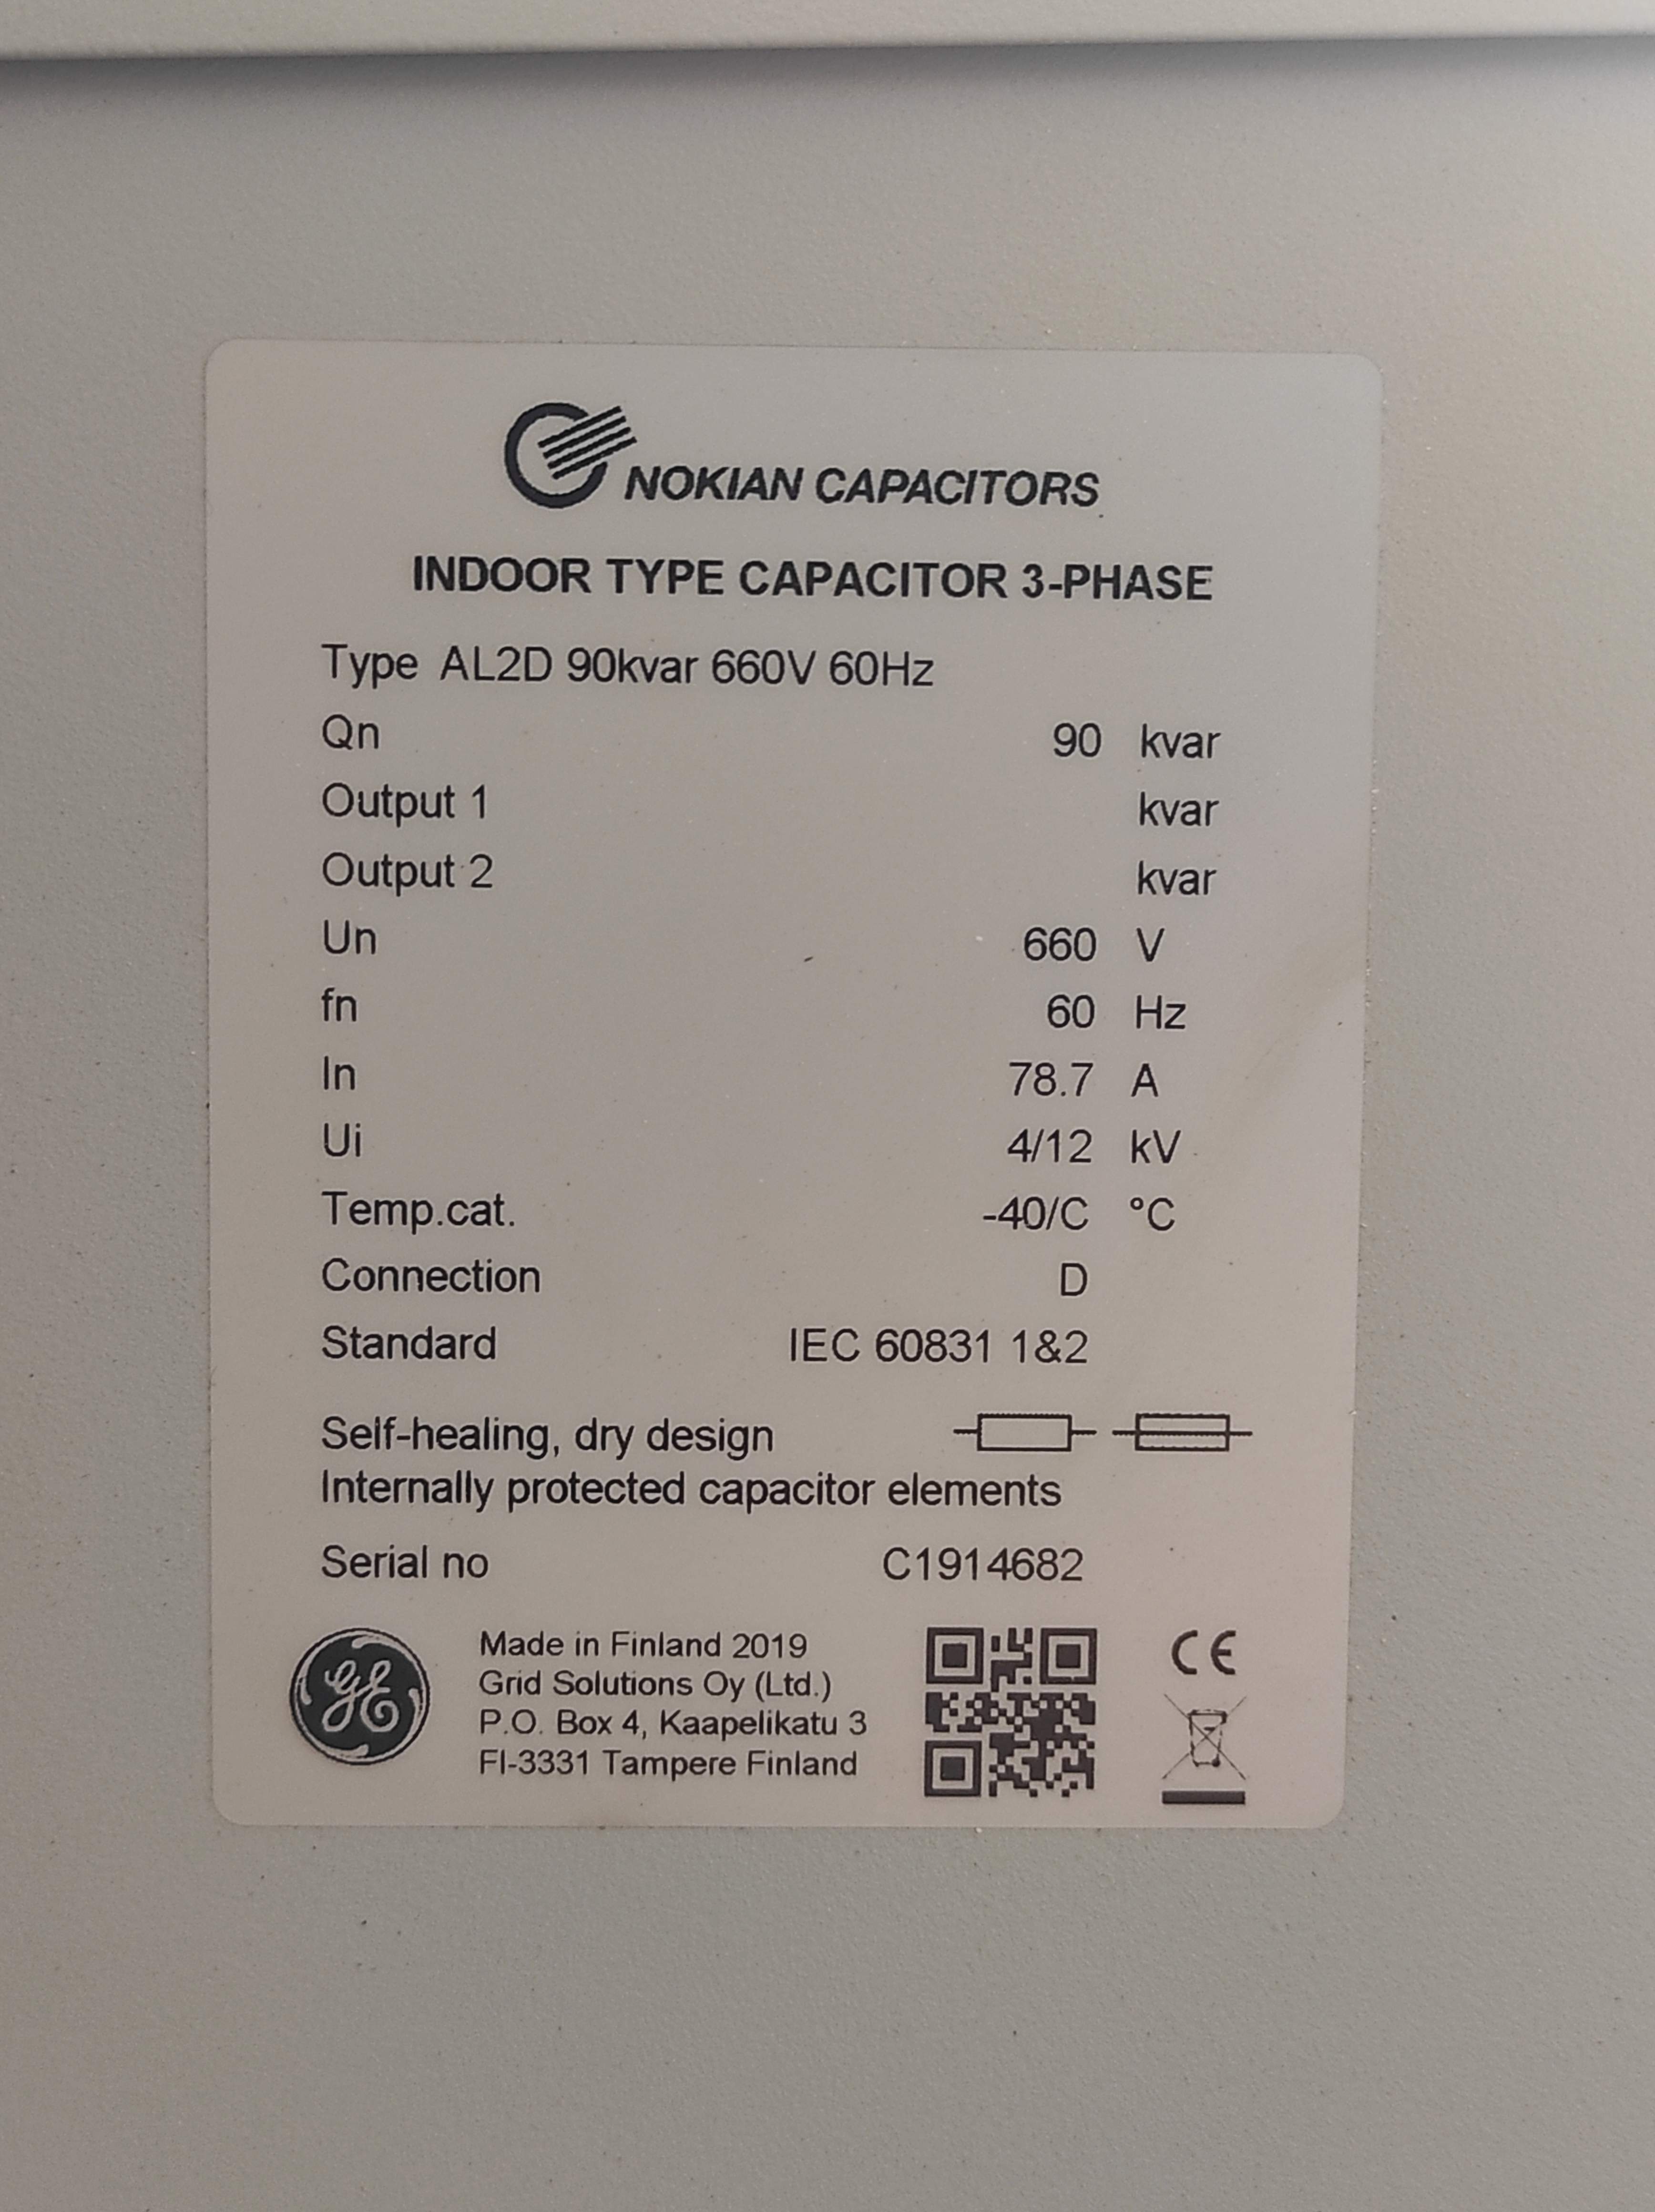 NOKIAN CAPACITORS
INDOOR TYPE CAPACITOR 3-PHASE
Type AL2D 90kvar 660V 60Hz
Qn 90 kvar
Output 1 kvar
Output 2 kvar
Un 660 V
fn 60 Hz
In 78.7 A
Ui 4/12 kV
Temp.cat. -40/C °C
Connection D
Standard IEC 60831 1&2
Self-healing, dry design
Internally protected capacitor elements
Serial no C1914682
GE
Made in Finland 2019
Grid Solutions Oy (Ltd.)
P.O. Box 4, Kaapelikatu 3
FI-3331 Tampere Finland
CE